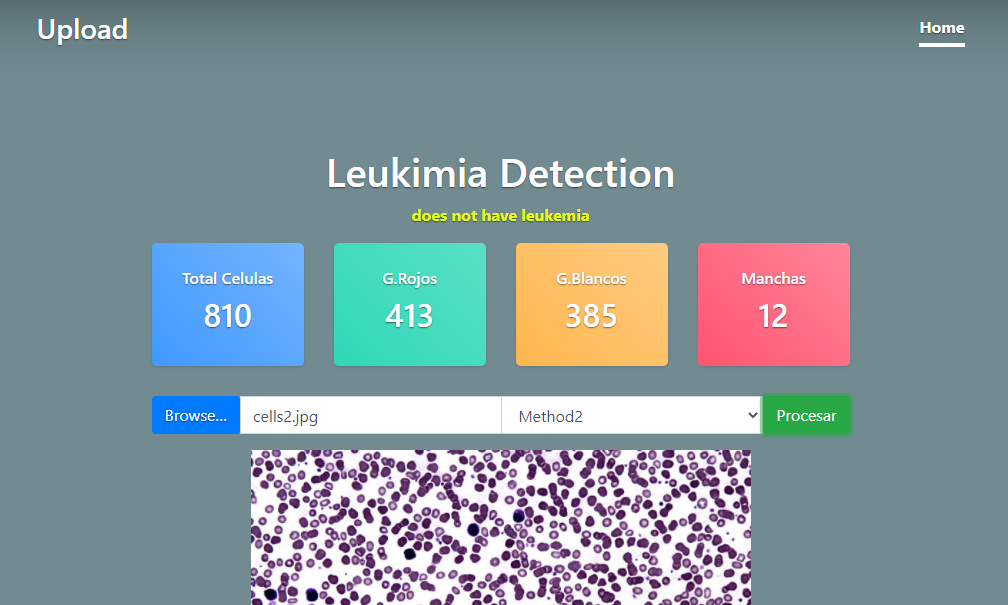 Upload
Home
Leukimia Detection
does not have leukemia
Total Celulas
810
G.Rojos
413
G.Blancos
385
Manchas
12
Browse...
cells2.jpg
Method2
Procesar